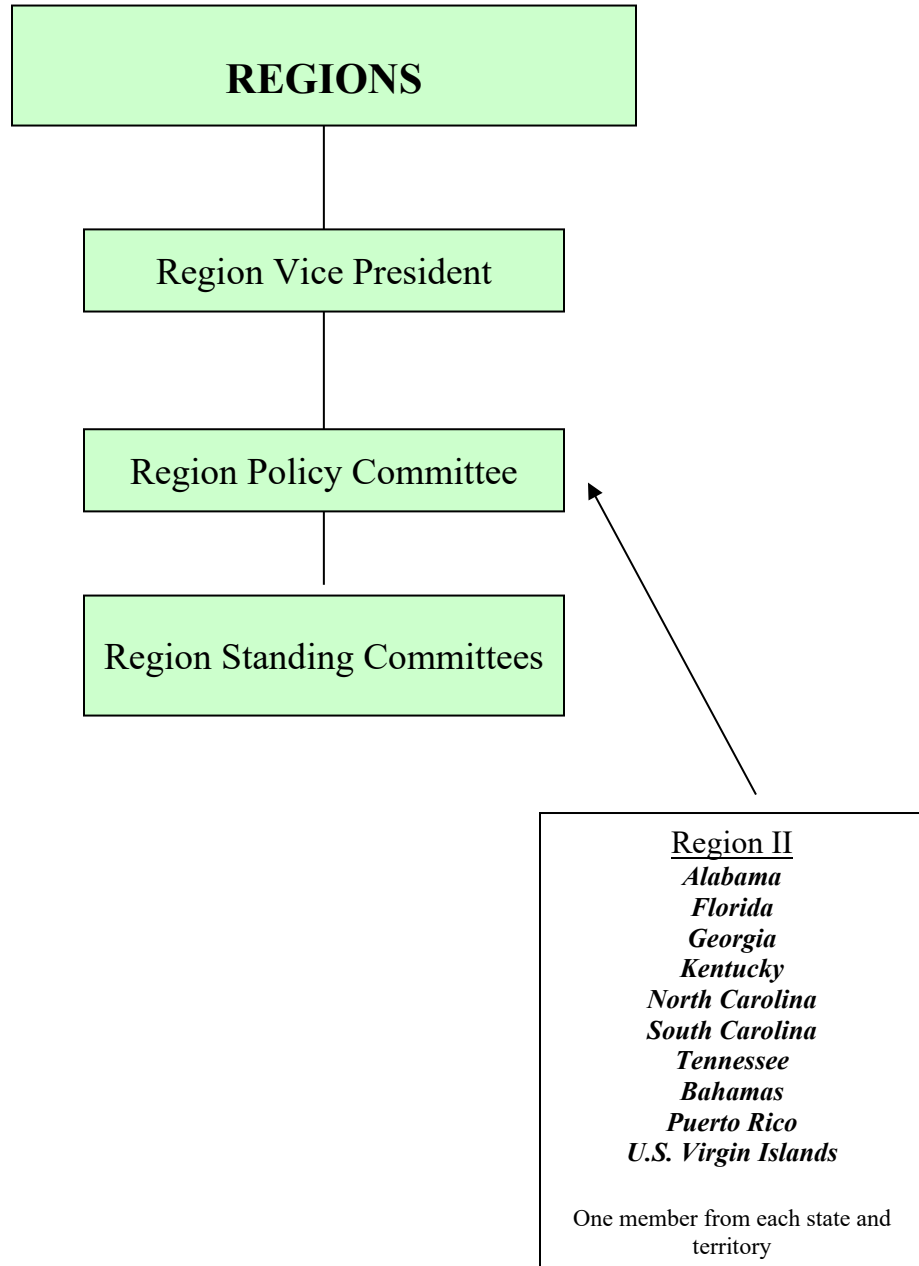 REGIONS
Region Vice President
Region Policy Committee
Region Standing Committees
Region II
Alabama
Florida
Georgia
Kentucky
North Carolina
South Carolina
Tennessee
Bahamas
Puerto Rico
U.S. Virgin Islands
One member from each state and
territory